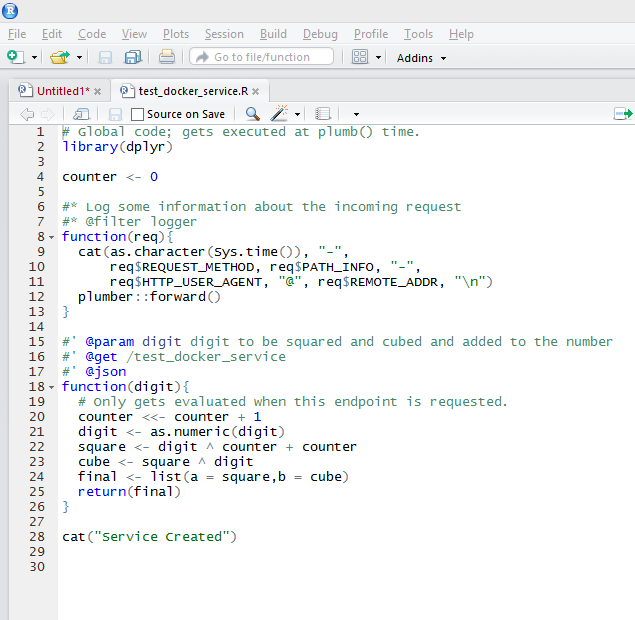 R
File Edit Code View Plots Session Build Debug Profile Tools Help
Go to file/function Addins
Untitled1* test_docker_service.R
Source on Save
1 # Global code; gets executed at plumb() time.
2 library(dplyr)
3
4 counter <- 0
5
6 #* Log some information about the incoming request
7 #* @filter logger
8 function(req){
9   cat(as.character(Sys.time()), "-",
10       req$REQUEST_METHOD, req$PATH_INFO, "-",
11       req$HTTP_USER_AGENT, "@", req$REMOTE_ADDR, "\n")
12   plumber::forward()
13 }
14
15 #' @param digit digit to be squared and cubed and added to the number
16 #' @get /test_docker_service
17 #' @json
18 function(digit){
19   # Only gets evaluated when this endpoint is requested.
20   counter <<- counter + 1
21   digit <- as.numeric(digit)
22   square <- digit ^ counter + counter
23   cube <- square ^ digit
24   final <- list(a = square,b = cube)
25   return(final)
26 }
27
28 cat("Service Created")
29
30